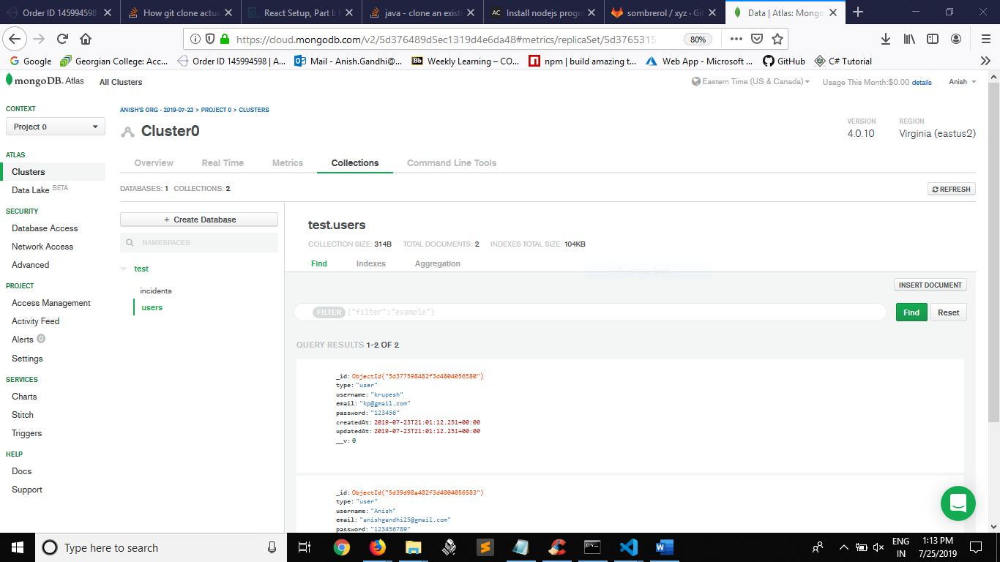 Order ID 145994598
How git clone actua
React Setup, Part I:
java - clone an exist
AC Install nodejs progra
sombrerol / xyz · Git
Data | Atlas: Mongo
https://cloud.mongodb.com/v2/5d376489d5ec1319d4e6da48#metrics/replicaSet/5d3765315
80%
Google
Georgian College: Acc...
Order ID 145994598 | A...
Mail - Anish.Gandhi@...
Bb Weekly Learning – CO...
npm | build amazing t...
Web App - Microsoft ...
GitHub
C# Tutorial
mongoDB. Atlas
All Clusters
Eastern Time (US & Canada)
Usage This Month:$0.00 details
Anish
CONTEXT
Project 0
ATLAS
Clusters
Data Lake BETA
SECURITY
Database Access
Network Access
Advanced
PROJECT
Access Management
Activity Feed
Alerts 0
Settings
SERVICES
Charts
Stitch
Triggers
HELP
Docs
Support
ANISH'S ORG - 2019-07-23 > PROJECT 0 > CLUSTERS
Cluster0
VERSION
4.0.10
REGION
Virginia (eastus2)
Overview
Real Time
Metrics
Collections
Command Line Tools
DATABASES: 1 COLLECTIONS: 2
REFRESH
+ Create Database
NAMESPACES
test
incidents
users
test.users
COLLECTION SIZE: 314B TOTAL DOCUMENTS: 2 INDEXES TOTAL SIZE: 104KB
Find
Indexes
Aggregation
INSERT DOCUMENT
FILTER {"filter":"example"}
Find
Reset
QUERY RESULTS 1-2 OF 2
_id: ObjectId("5d377598482f3d4804056580")
type: "user"
username: "krupesh"
email: "kp@gmail.com"
password: "123456"
createdAt: 2019-07-23T21:01:12.251+00:00
updatedAt: 2019-07-23T21:01:12.251+00:00
__v: 0
_id: ObjectId("5d39d98a482f3d4804056583")
type: "user"
username: "Anish"
email: "anishgandhi25@gmail.com"
password: "123456789"
Type here to search
ENG
IN
1:13 PM
7/25/2019